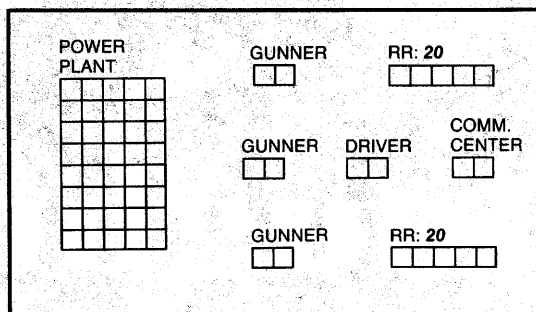 POWER
PLANT
GUNNER
RR: 20
GUNNER
DRIVER
COMM.
CENTER
GUNNER
RR: 20